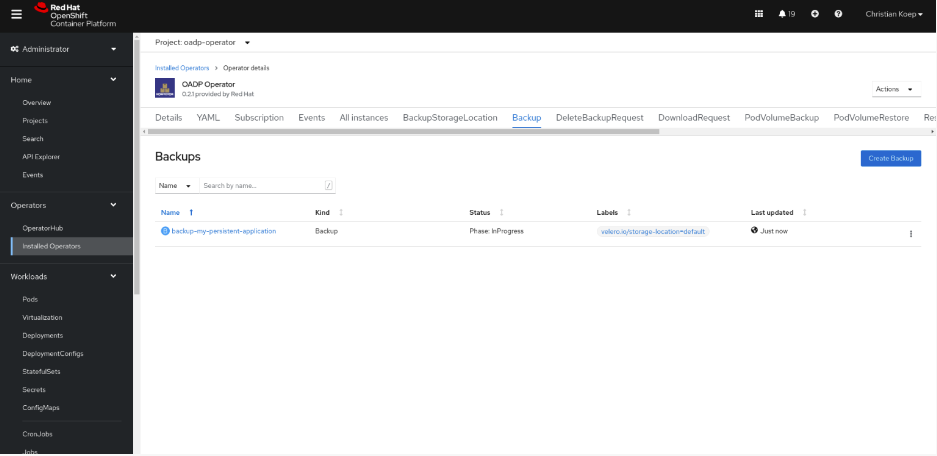 Red Hat
OpenShift
Container Platform
19
Christian Koep
Administrator
Project: oadp-operator
Home
Overview
Projects
Search
API Explorer
Events
Operators
OperatorHub
Installed Operators
Workloads
Pods
Virtualization
Deployments
DeploymentConfigs
StatefulSets
Secrets
ConfigMaps
CronJobs
Jobs
Installed Operators > Operator details
OADP Operator
0.2.1 provided by Red Hat
Actions
Details YAML Subscription Events All instances BackupStorageLocation Backup DeleteBackupRequest DownloadRequest PodVolumeBackup PodVolumeRestore Res
Backups
Create Backup
Name Search by name... /
Name Kind Status Labels Last updated
B backup-my-persistent-application Backup Phase: InProgress velero.io/storage-location=default Just now